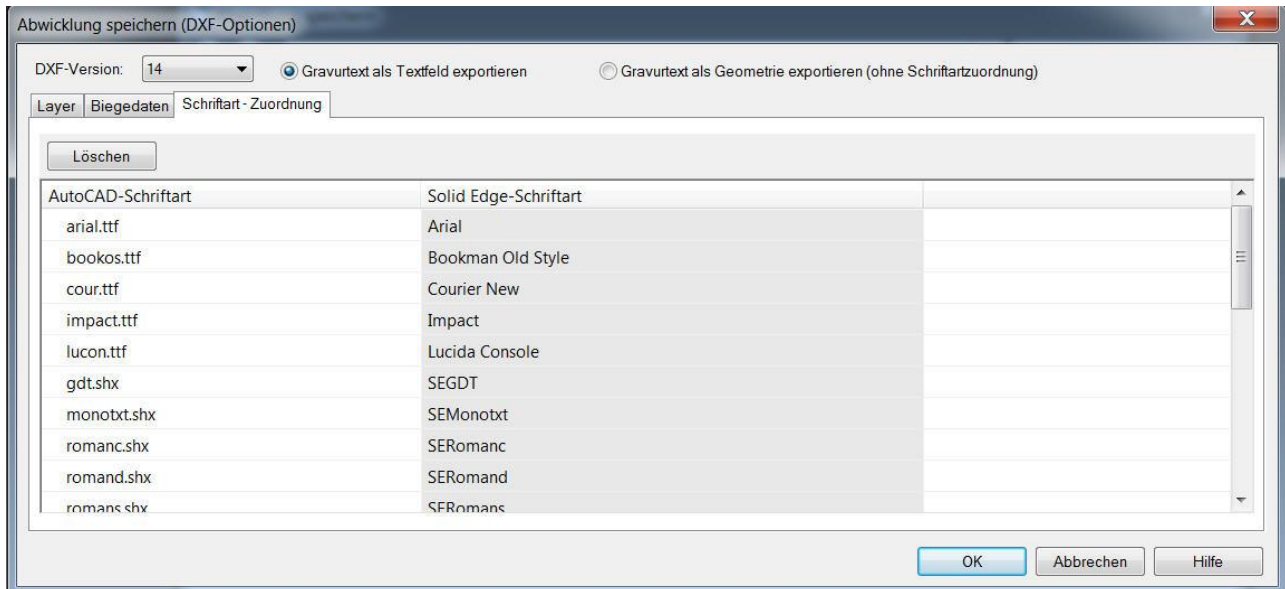 Abwicklung speichern (DXF-Optionen)
DXF-Version: 14 Gravurtext als Textfeld exportieren Gravurtext als Geometrie exportieren (ohne Schriftartzuordnung)
Layer Biegedaten Schriftart - Zuordnung
Löschen
AutoCAD-Schriftart Solid Edge-Schriftart
arial.ttf Arial
bookos.ttf Bookman Old Style
cour.ttf Courier New
impact.ttf Impact
lucon.ttf Lucida Console
gdt.shx SEGDT
monotxt.shx SEMonotxt
romanc.shx SERomanc
romand.shx SERomand
romans.shx SERomans
OK Abbrechen Hilfe